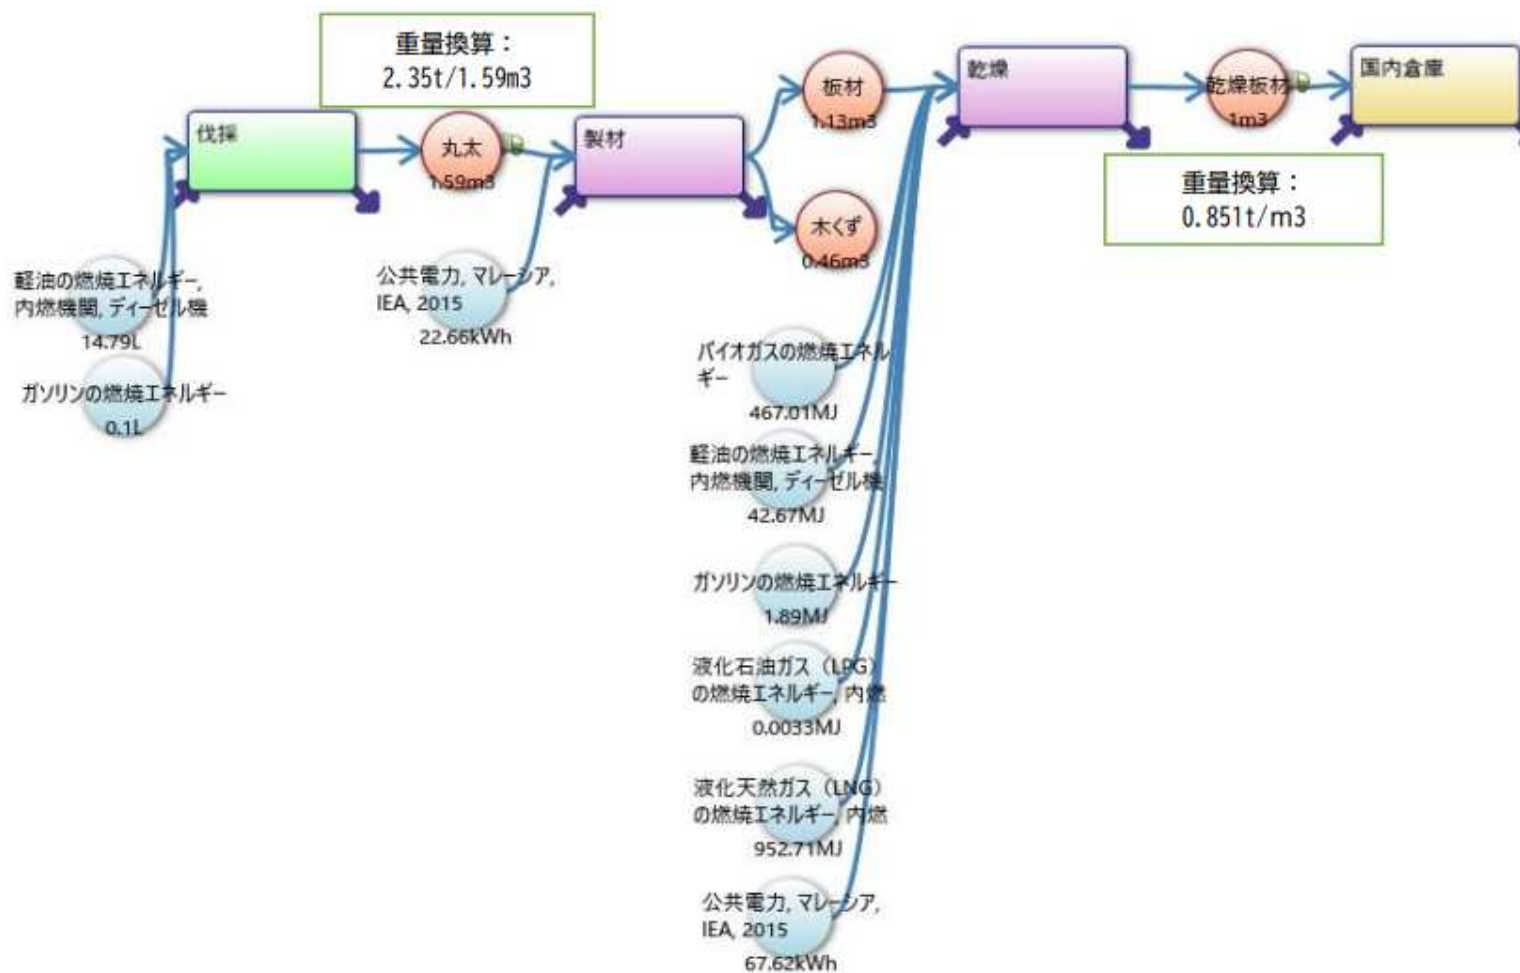 重量換算：
2.35t/1.59m3
伐採
丸太
1.59m3
製材
板材
1.13m3
木くず
0.46m3
乾燥
乾燥板材
1m3
国内倉庫
重量換算：
0.851t/m3
軽油の燃焼エネルギー,
内燃機関, ディーゼル機
14.79L
ガソリンの燃焼エネルギー
0.1L
公共電力, マレーシア,
IEA, 2015
22.66kWh
バイオガスの燃焼エネル
ギー
467.01MJ
軽油の燃焼エネルギー,
内燃機関, ディーゼル機
42.67MJ
ガソリンの燃焼エネルギー
1.89MJ
液化石油ガス（LPG）
の燃焼エネルギー, 内燃
0.0033MJ
液化天然ガス（LNG）
の燃焼エネルギー, 内燃
952.71MJ
公共電力, マレーシア,
IEA, 2015
67.62kWh